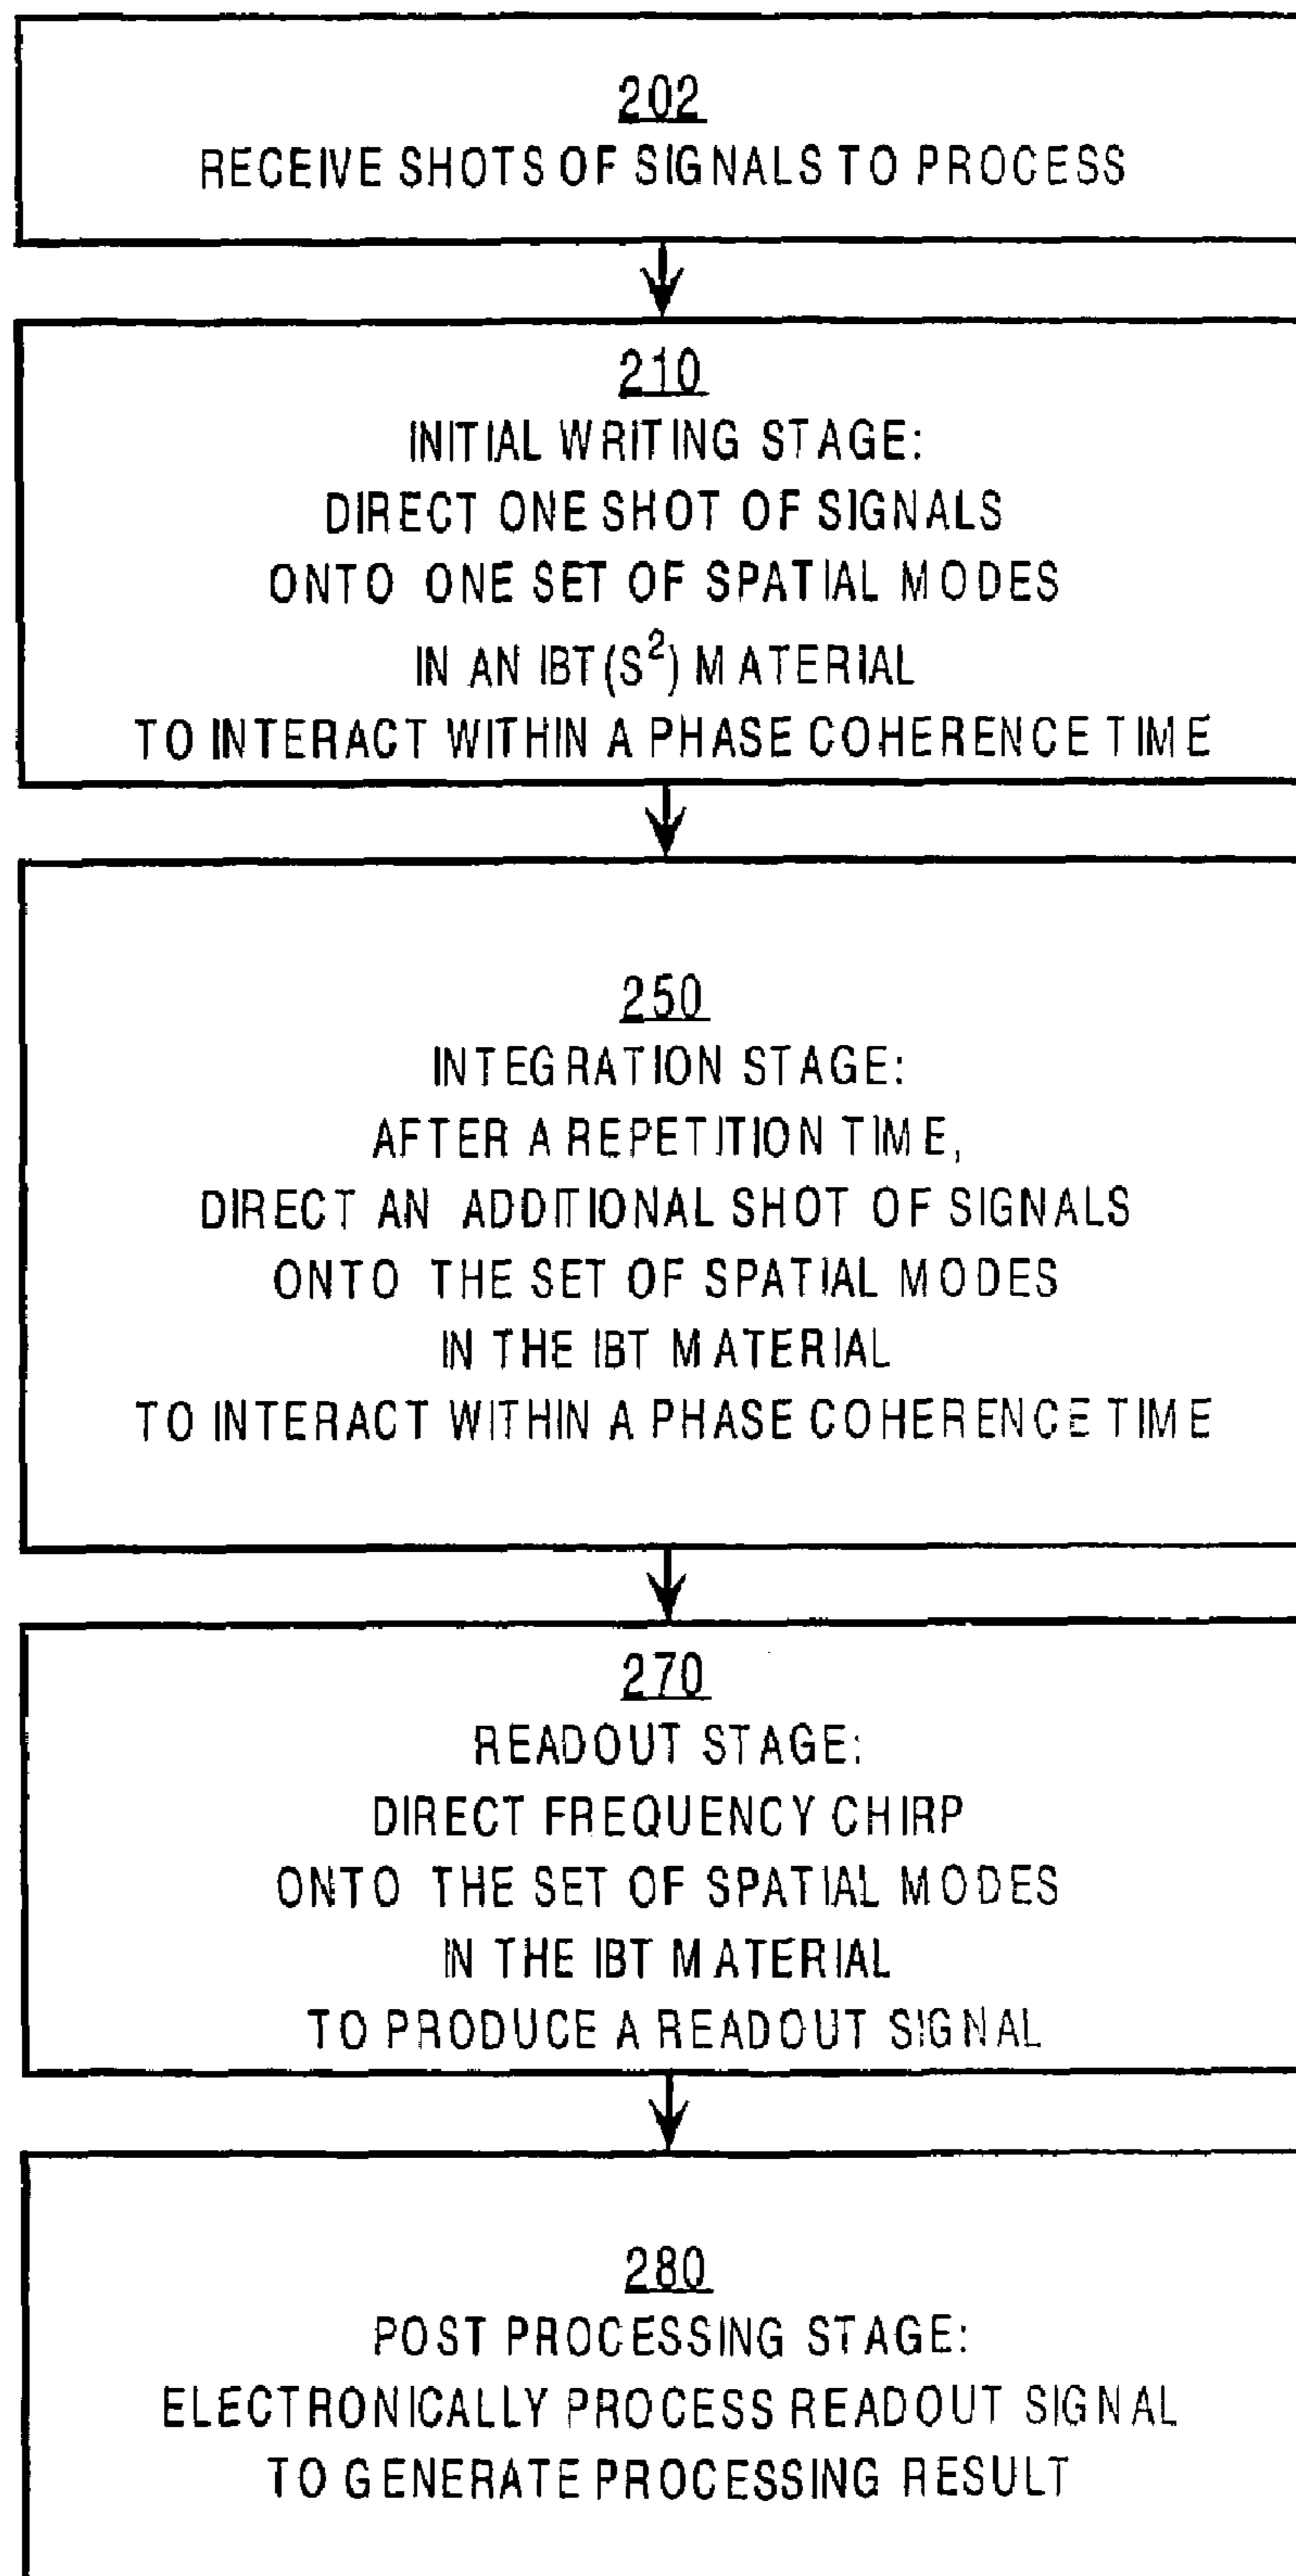 202
RECEIVE SHOTS OF SIGNALS TO PROCESS
210
INITIAL WRITING STAGE:
DIRECT ONE SHOT OF SIGNALS
ONTO ONE SET OF SPATIAL MODES
IN AN IBT(S²) MATERIAL
TO INTERACT WITHIN A PHASE COHERENCE TIME
250
INTEGRATION STAGE:
AFTER A REPETITION TIME,
DIRECT AN ADDITIONAL SHOT OF SIGNALS
ONTO THE SET OF SPATIAL MODES
IN THE IBT MATERIAL
TO INTERACT WITHIN A PHASE COHERENCE TIME
270
READOUT STAGE:
DIRECT FREQUENCY CHIRP
ONTO THE SET OF SPATIAL MODES
IN THE IBT MATERIAL
TO PRODUCE A READOUT SIGNAL
280
POST PROCESSING STAGE:
ELECTRONICALLY PROCESS READOUT SIGNAL
TO GENERATE PROCESSING RESULT